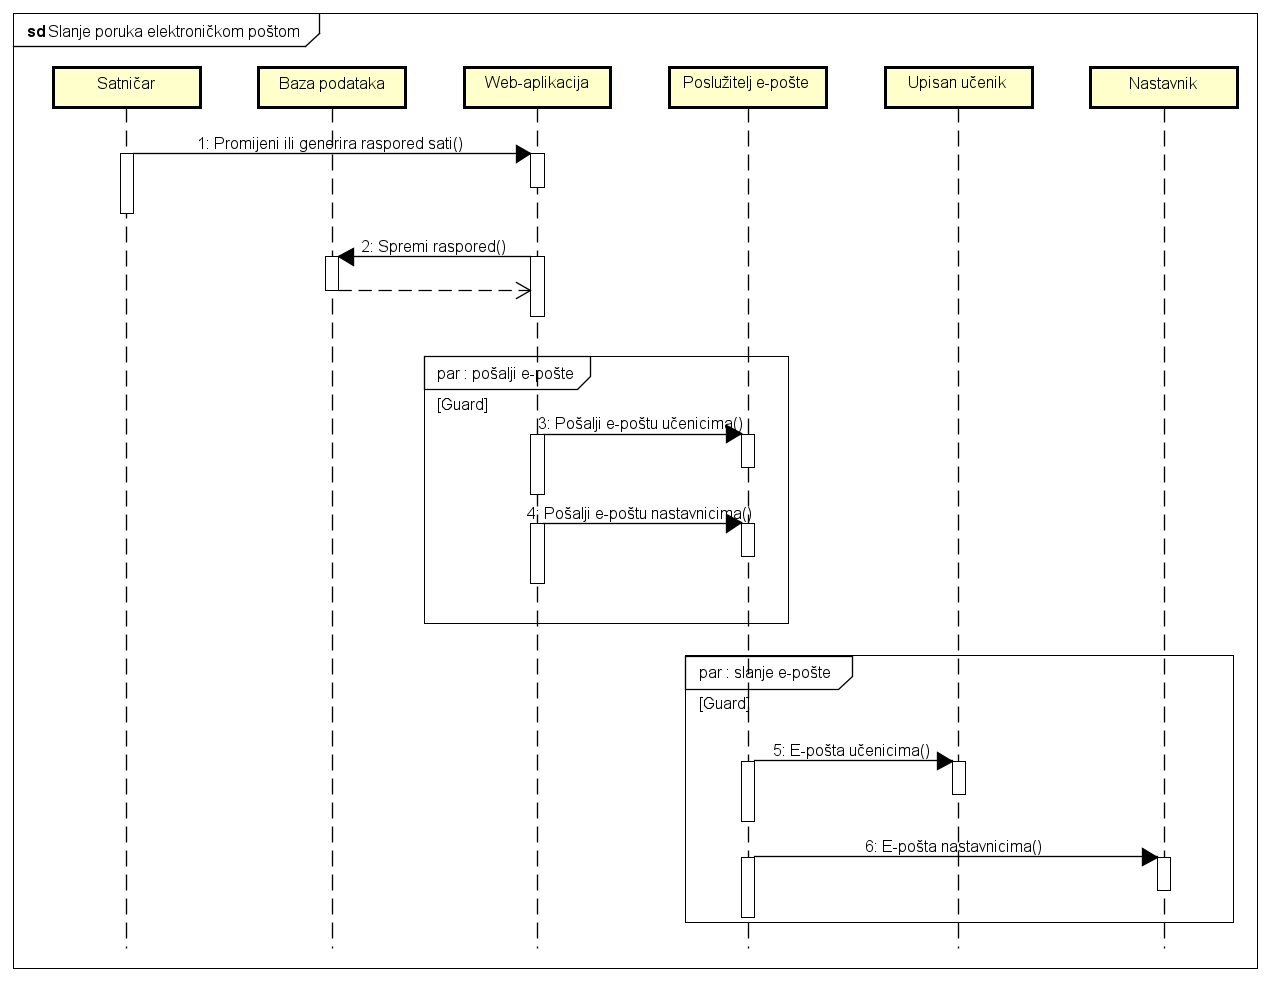 sd Slanje poruka elektroničkom poštom
Satničar
Baza podataka
Web-aplikacija
Poslužitelj e-pošte
Upisan učenik
Nastavnik
1: Promijeni ili generira raspored sati()
2: Spremi raspored()
par : pošalji e-pošte
[Guard]
3: Pošalji e-poštu učenicima()
4: Pošalji e-poštu nastavnicima()
par : slanje e-pošte
[Guard]
5: E-pošta učenicima()
6: E-pošta nastavnicima()